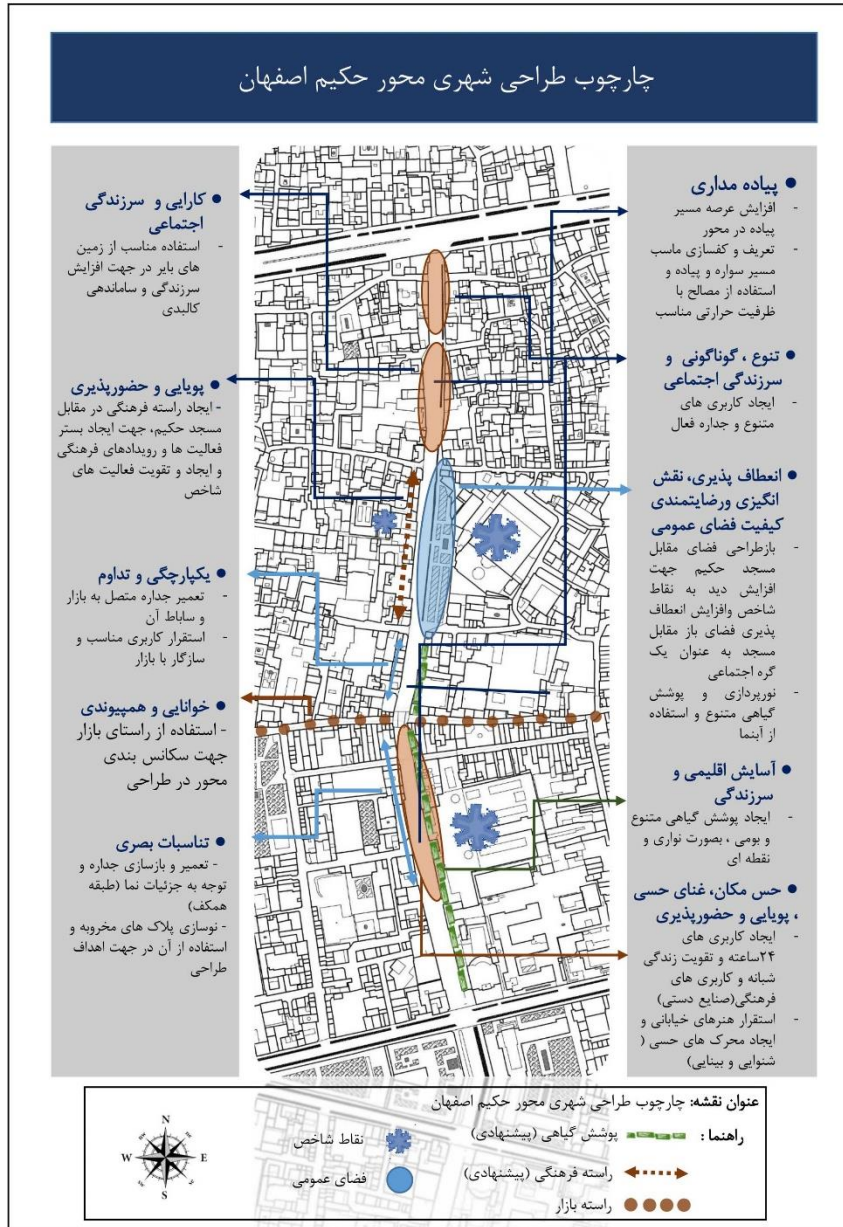 چارچوب طراحی شهری محور حکیم اصفهان
● پیاده مداری
- افزایش عرصه مسیر
پیاده در محور
- تعریف و کفسازی ماسب
مسیر سواره و پیاده و
استفاده از مصالح با
ظرفیت حرارتی مناسب
● تنوع ، گوناگونی و
سرزندگی اجتماعی
- ایجاد کاربری های
متنوع و جداره فعال
● انعطاف پذیری، نقش
انگیزی ورضایتمندی
کیفیت فضای عمومی
- بازطراحی فضای مقابل
مسجد حکیم جهت
افزایش دید به نقاط
شاخص وافزایش انعطاف
پذیری فضای باز مقابل
مسجد به عنوان یک
گره اجتماعی
- نورپردازی و پوشش
گیاهی متنوع و استفاده
از آبنما
● آسایش اقلیمی و
سرزندگی
- ایجاد پوشش گیاهی متنوع
و بومی ، بصورت نواری و
نقطه ای
● حس مکان، غنای حسی
، پویایی و حضورپذیری
- ایجاد کاربری های
۲۴ساعته و تقویت زندگی
شبانه و کاربری های
فرهنگی(صنایع دستی)
- استقرار هنرهای خیابانی و
ایجاد محرک های حسی (
شنوایی و بینایی)
● کارایی و سرزندگی
اجتماعی
- استفاده مناسب از زمین
های بایر در جهت افزایش
سرزندگی و ساماندهی
کالبدی
● پویایی و حضورپذیری
- ایجاد راسته فرهنگی در مقابل
مسجد حکیم، جهت ایجاد بستر
فعالیت ها و رویدادهای فرهنگی
و ایجاد و تقویت فعالیت های
شاخص
● یکپارچگی و تداوم
- تعمیر جداره متصل به بازار
و ساباط آن
- استقرار کاربری مناسب و
سازگار با بازار
● خوانایی و همپیوندی
- استفاده از راستای بازار
جهت سکانس بندی
محور در طراحی
● تناسبات بصری
- تعمیر و بازسازی جداره و
توجه به جزئیات نما (طبقه
همکف)
- نوسازی پلاک های مخروبه و
استفاده از آن در جهت اهداف
طراحی
عنوان نقشه: چارچوب طراحی شهری محور حکیم اصفهان
راهنما :
پوشش گیاهی (پیشنهادی)
نقاط شاخص
راسته فرهنگی (پیشنهادی)
فضای عمومی
راسته بازار
N
W E
S